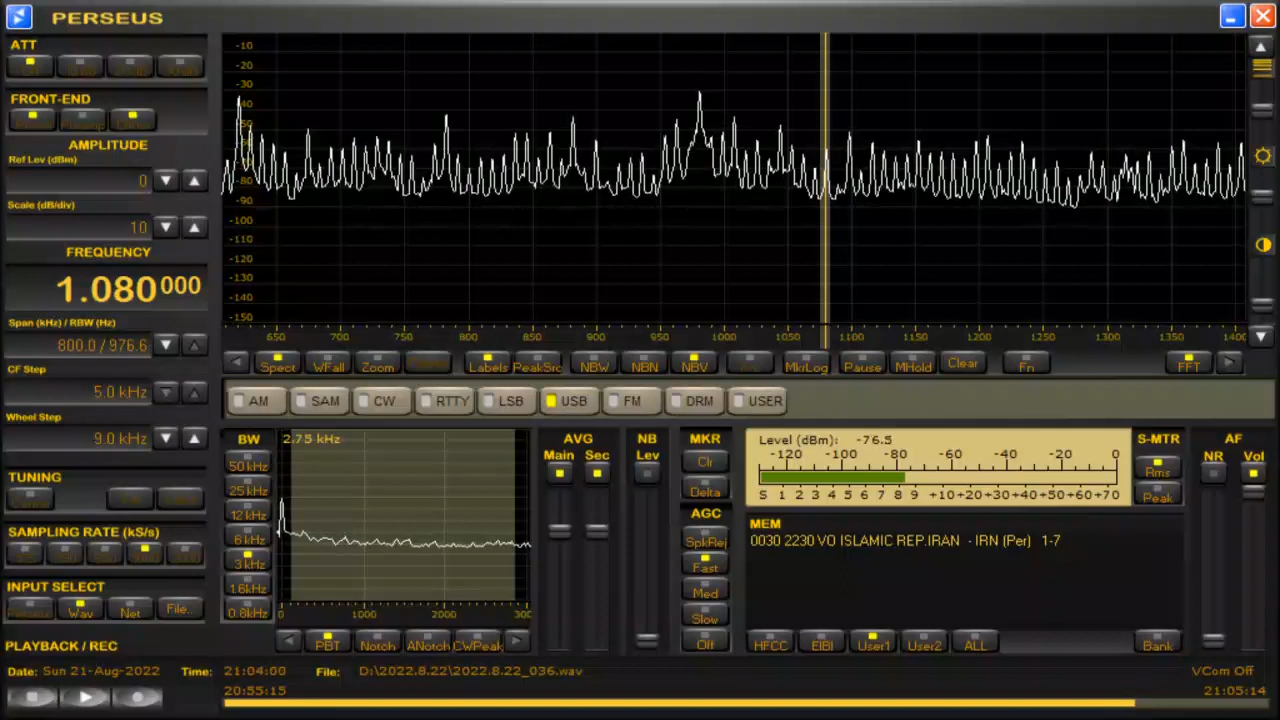 PERSEUS
ATT
FRONT-END
AMPLITUDE
Ref Lev (dBm)
0
Scale (dB/div)
10
FREQUENCY
1.080000
Span (kHz) / RBW (Hz)
800.0 / 976.6
CF Step
5.0 kHz
Wheel Step
9.0 kHz
TUNING
SAMPLING RATE (kS/s)
INPUT SELECT
Wav Net File..
-10
-20
-30
-40
-80
-90
-100
-110
-120
-130
-140
-150
650 700 750 800 850 900 950 1000 1050 1100 1150 1200 1250 1300 1350 1400
Spect WFall Zoom Labels PeakSrc NBW NBN NBV MkrLog Pause MHold Clear Fn FFT
AM SAM CW RTTY LSB USB FM DRM USER
BW
50 kHz
25 kHz
12 kHz
6 kHz
3 kHz
1.6kHz
0.8kHz
2.75 kHz
0 1000 2000 300
PBT Notch ANotch CWPeak
AVG
Main Sec
NB
Lev
MKR
Clr
Delta
AGC
SpkRej
Fast
Med
Slow
Off
Level (dBm): -76.5
-120 -100 -80 -60 -40 -20 0
S 1 2 3 4 5 6 7 8 9 +10+20+30+40+50+60+70
S-MTR
Rms
Peak
AF
NR Vol
MEM
0030 2230 VO ISLAMIC REP.IRAN - IRN (Per) 1-7
HFCC EIBI User1 User2 ALL Bank
PLAYBACK / REC
Date: Sun 21-Aug-2022 Time: 21:04:00 File: D:\2022.8.22\2022.8.22_036.wav VCom Off
20:55:15 21:05:14